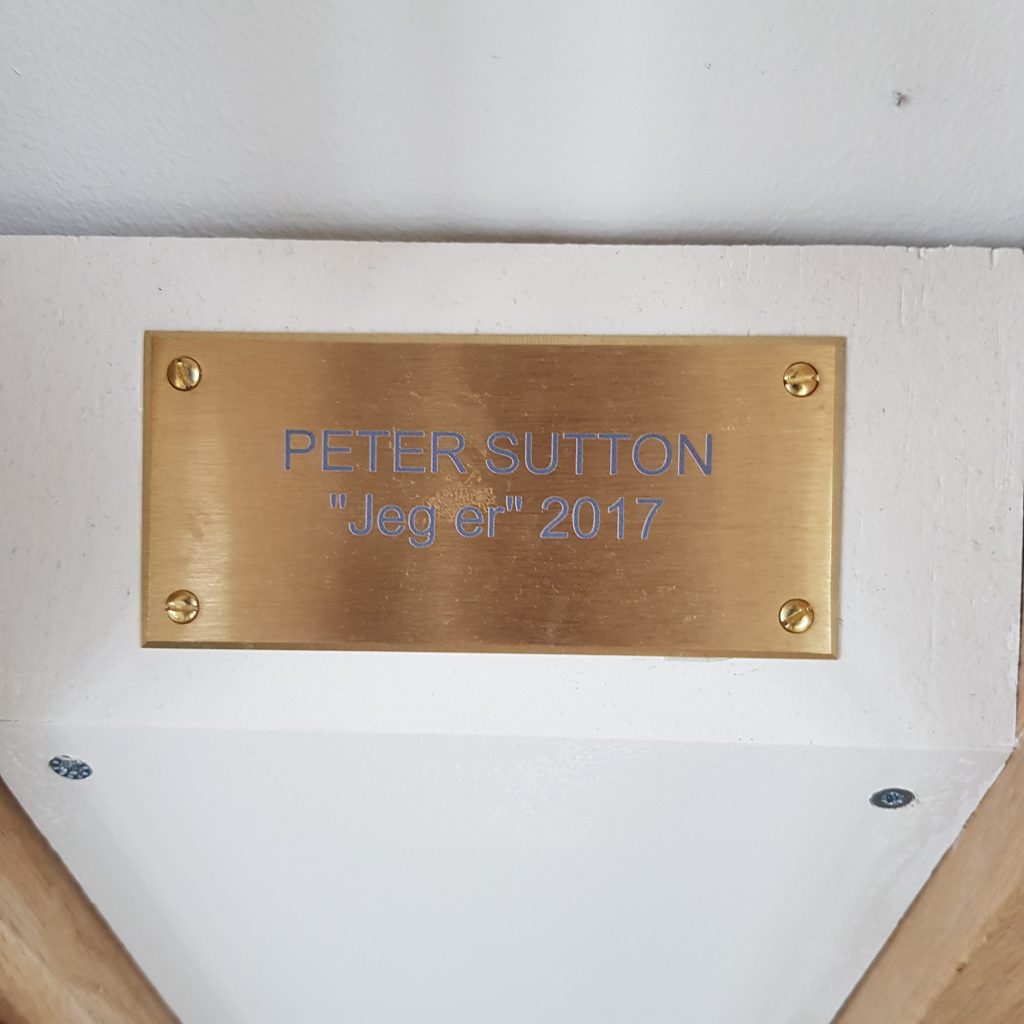 PETER SUTTON
"Jeg er" 2017